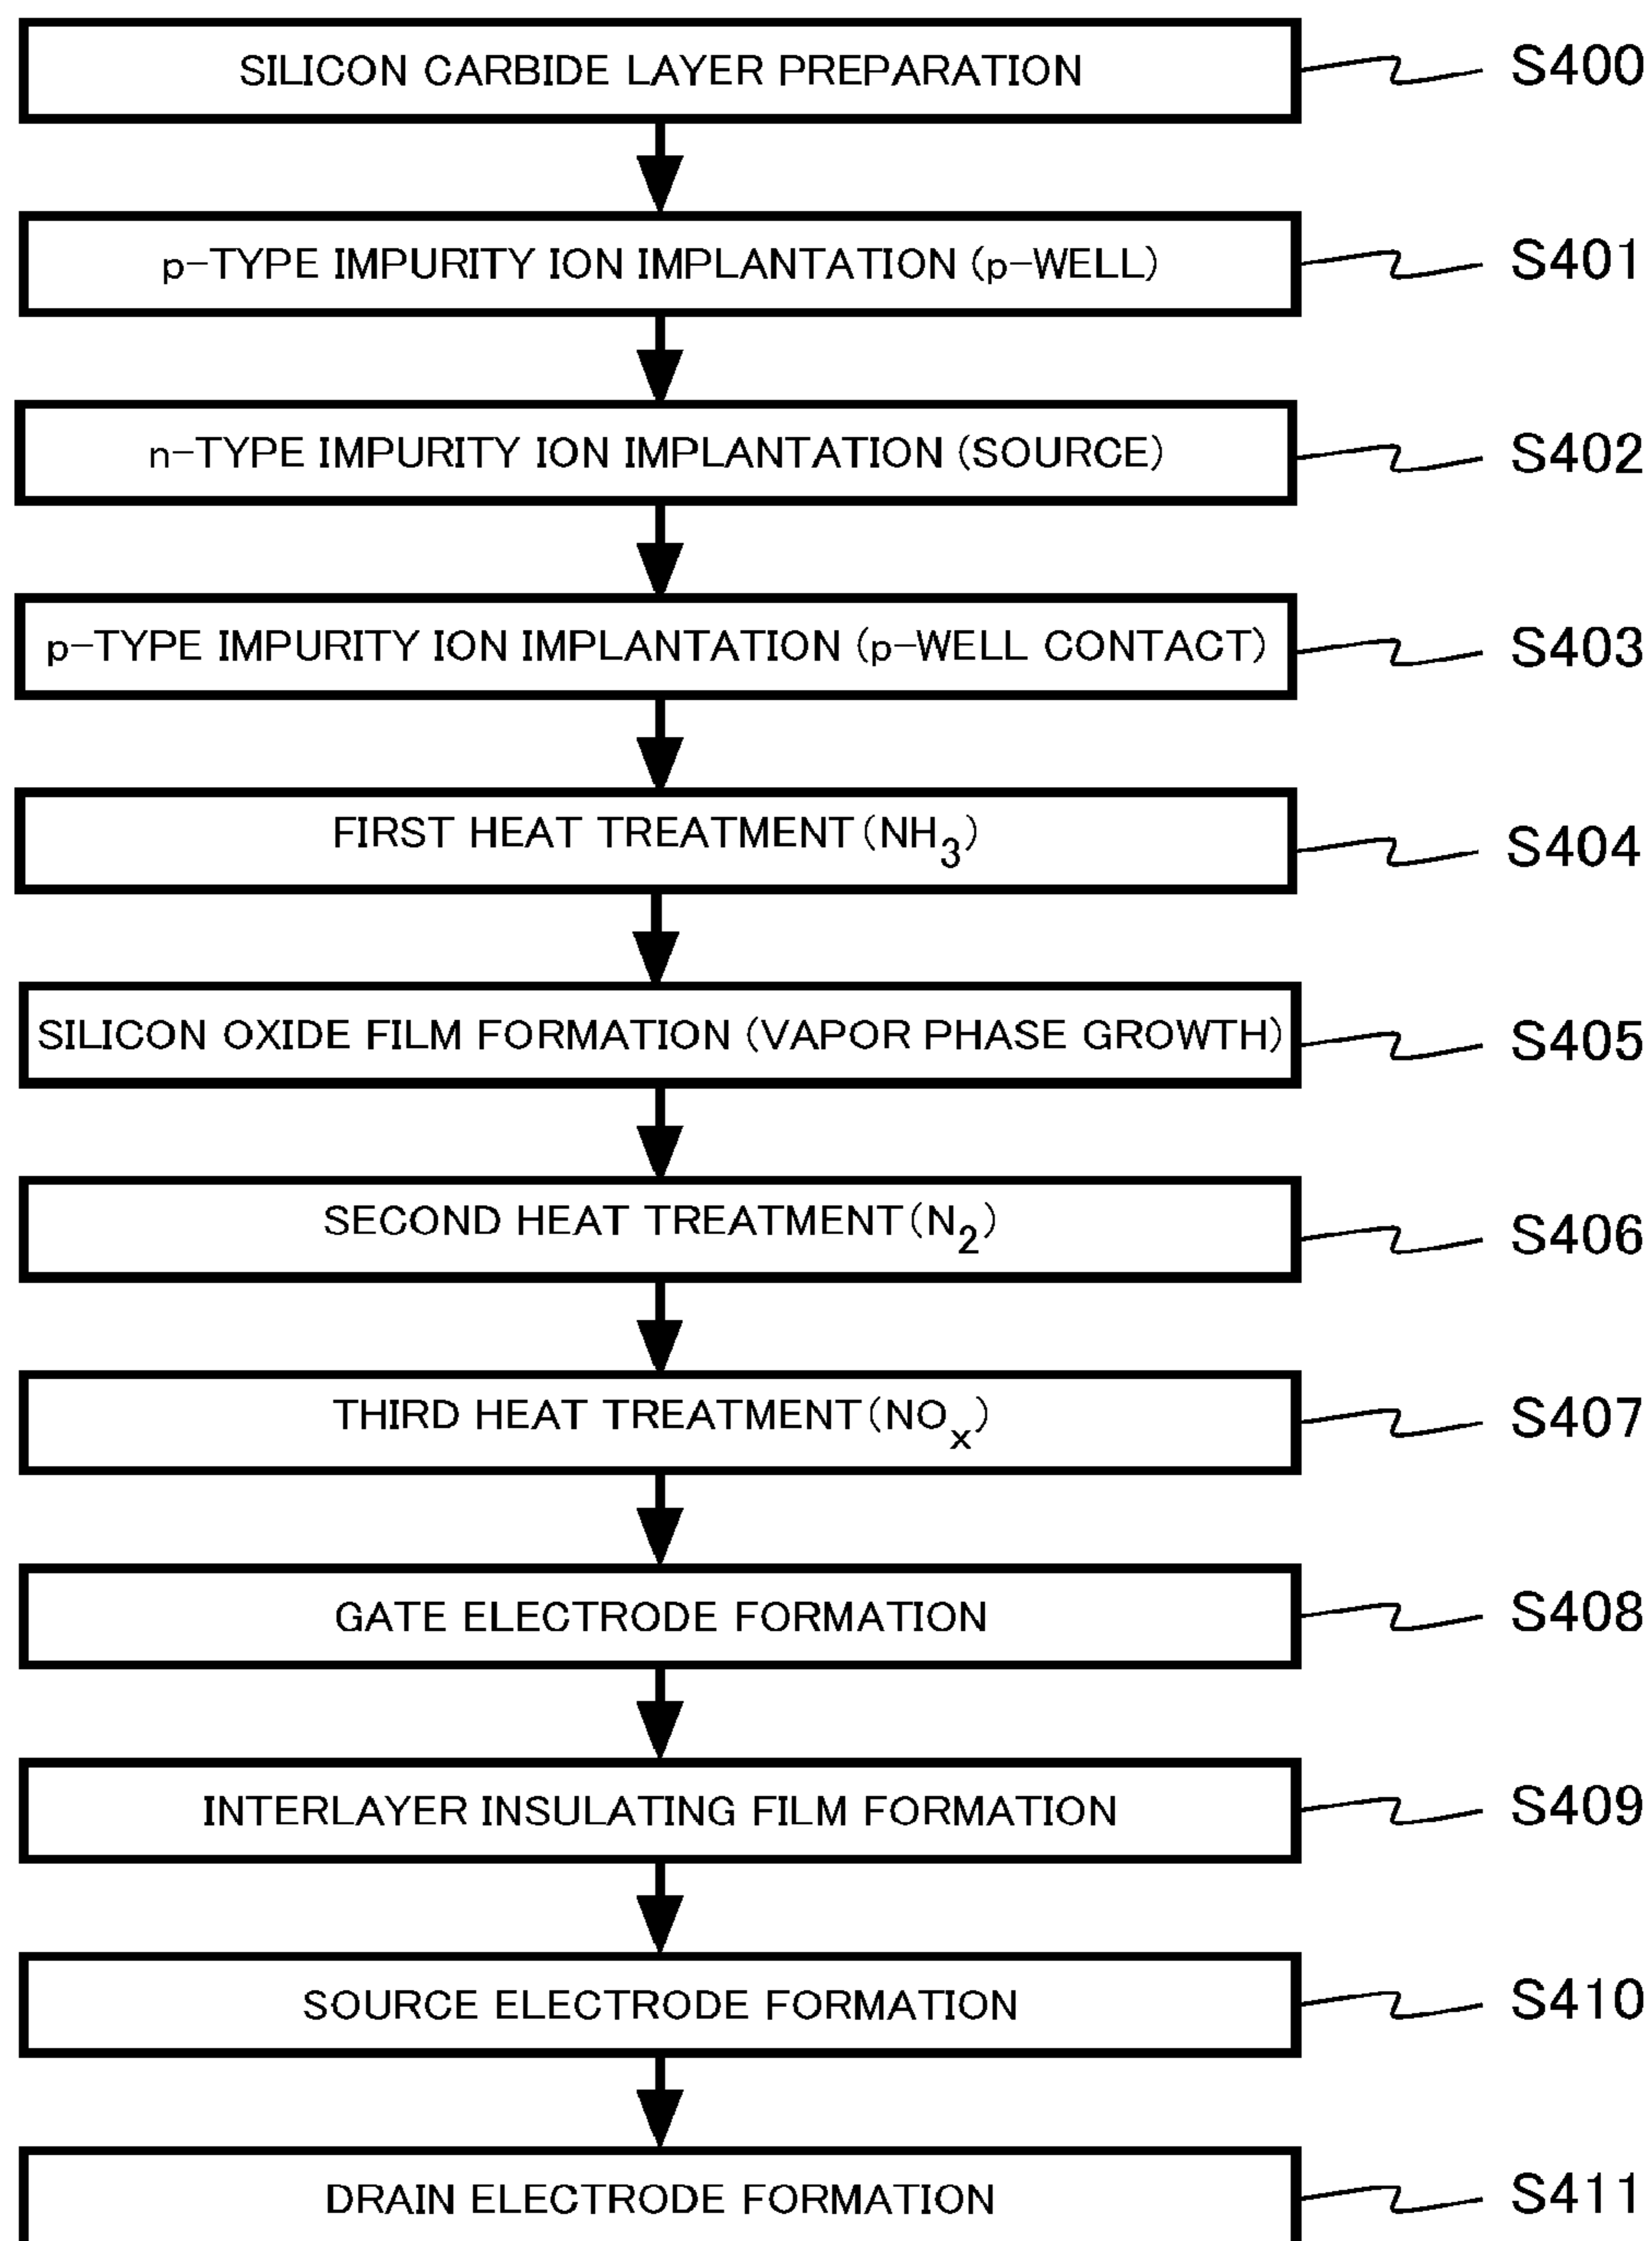 SILICON CARBIDE LAYER PREPARATION S400
p-TYPE IMPURITY ION IMPLANTATION (p-WELL) S401
n-TYPE IMPURITY ION IMPLANTATION (SOURCE) S402
p-TYPE IMPURITY ION IMPLANTATION (p-WELL CONTACT) S403
FIRST HEAT TREATMENT (NH3) S404
SILICON OXIDE FILM FORMATION (VAPOR PHASE GROWTH) S405
SECOND HEAT TREATMENT (N2) S406
THIRD HEAT TREATMENT (NOx) S407
GATE ELECTRODE FORMATION S408
INTERLAYER INSULATING FILM FORMATION S409
SOURCE ELECTRODE FORMATION S410
DRAIN ELECTRODE FORMATION S411